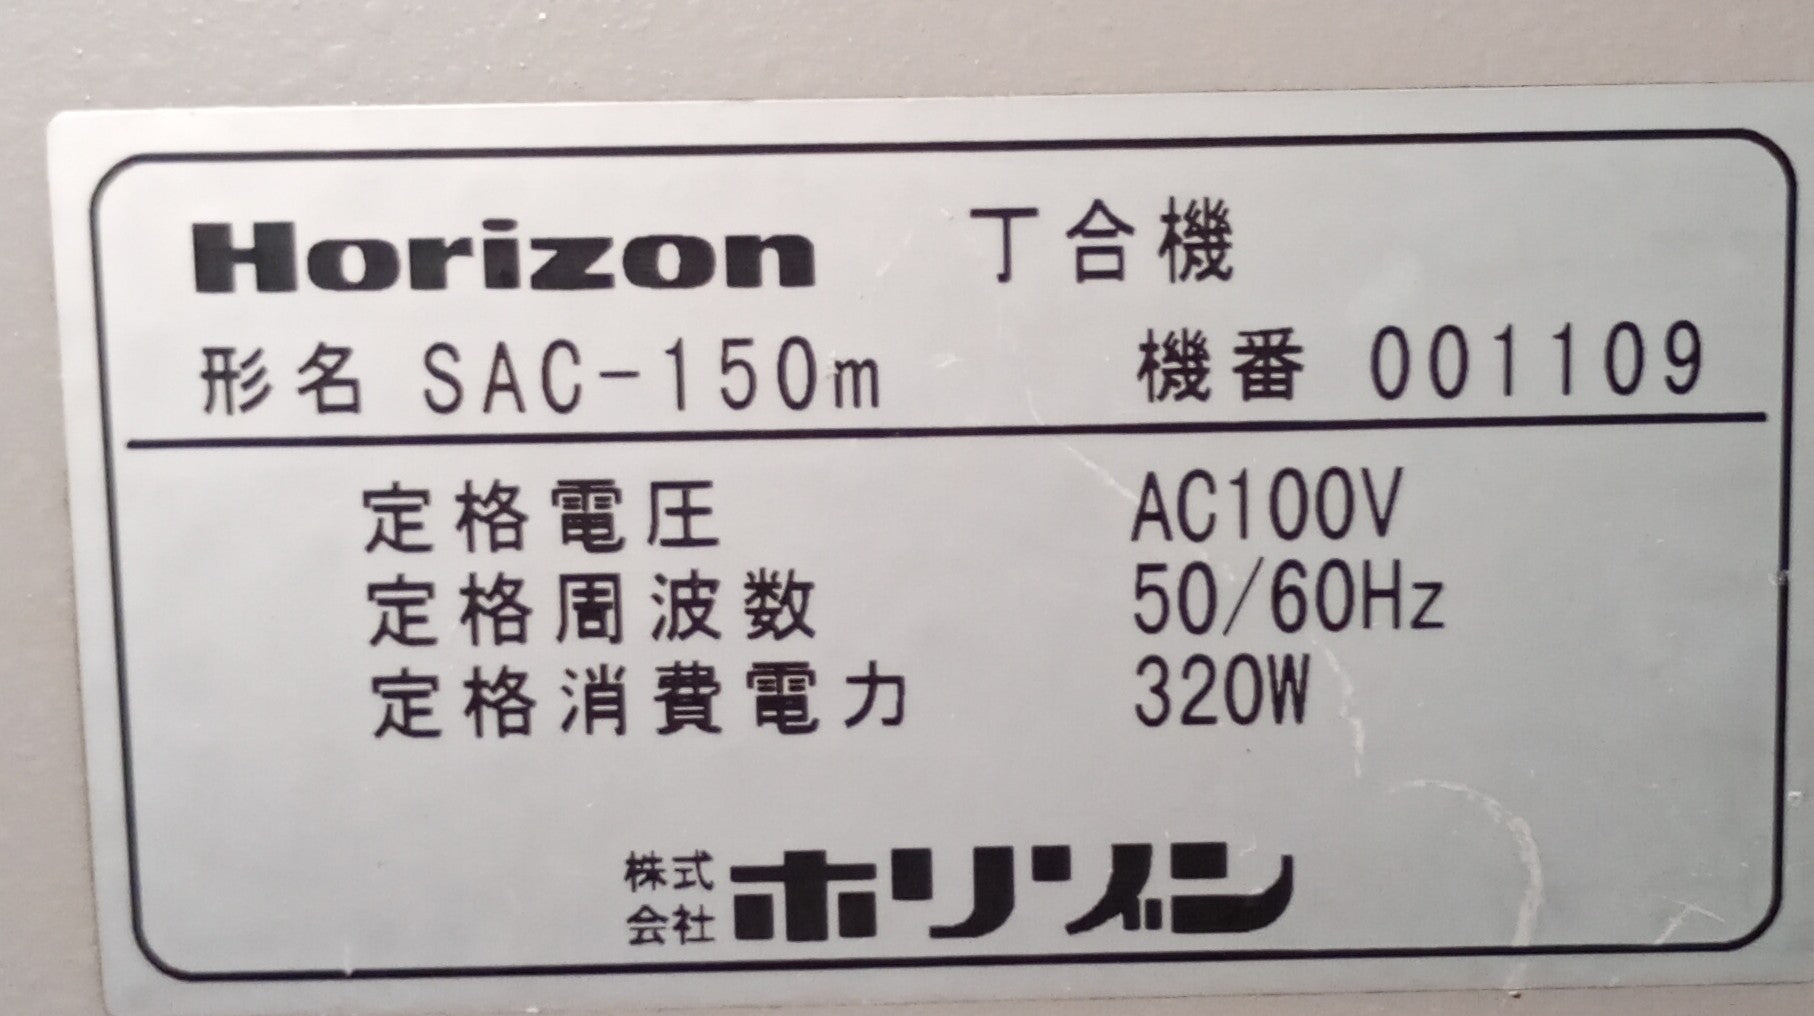 Horizon 丁合機
形名 SAC-150m 機番 001109
定格電圧 AC100V
定格周波数 50/60Hz
定格消費電力 320W
株式会社 ホリゾン